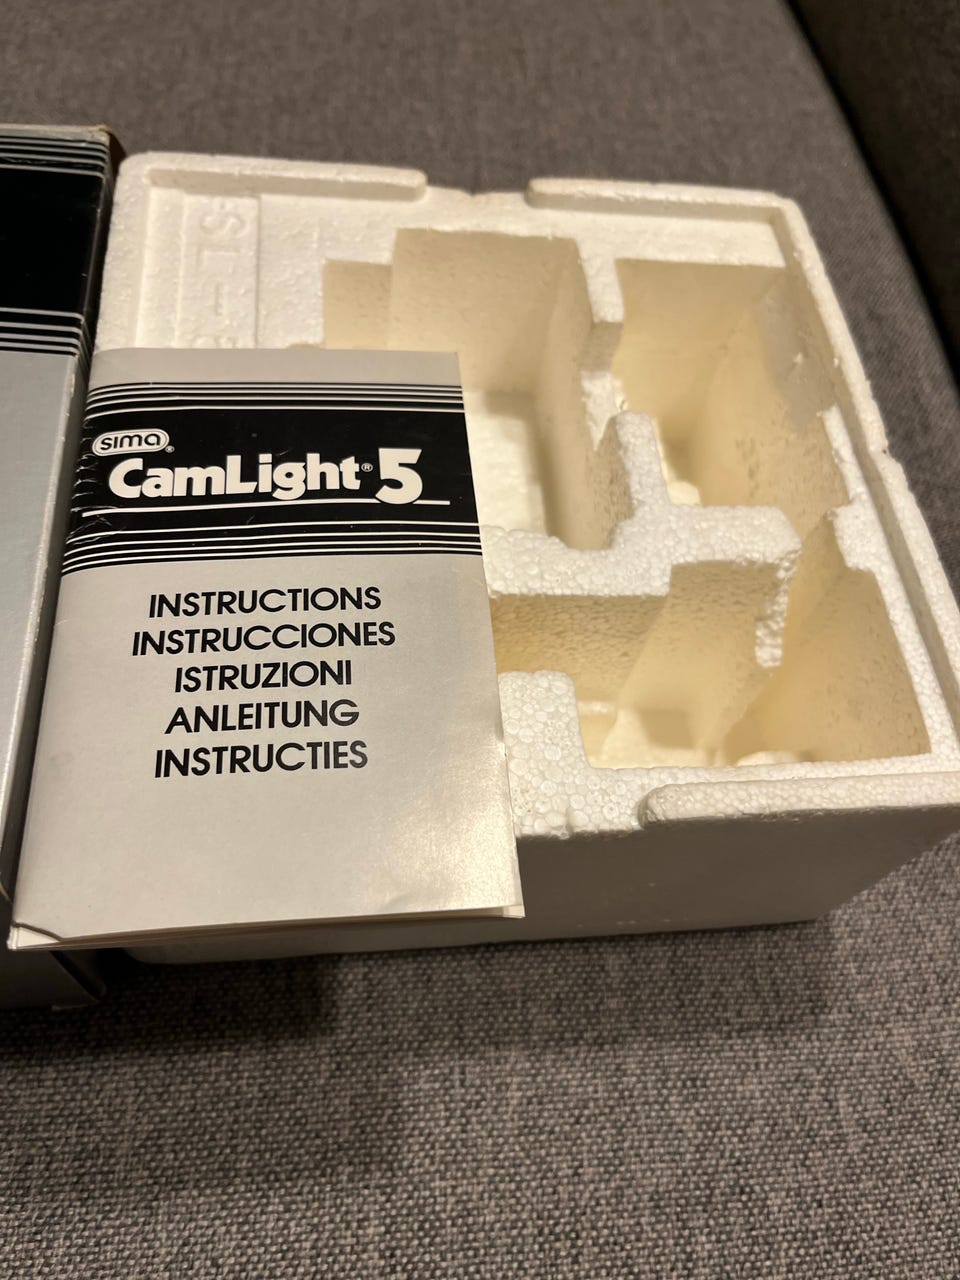 sima®
CamLight® 5
INSTRUCTIONS
INSTRUCCIONES
ISTRUZIONI
ANLEITUNG
INSTRUCTIES